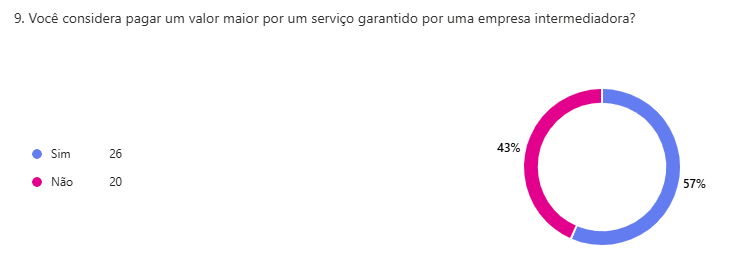 9. Você considera pagar um valor maior por um serviço garantido por uma empresa intermediadora?
Sim 26
Não 20
43%
57%